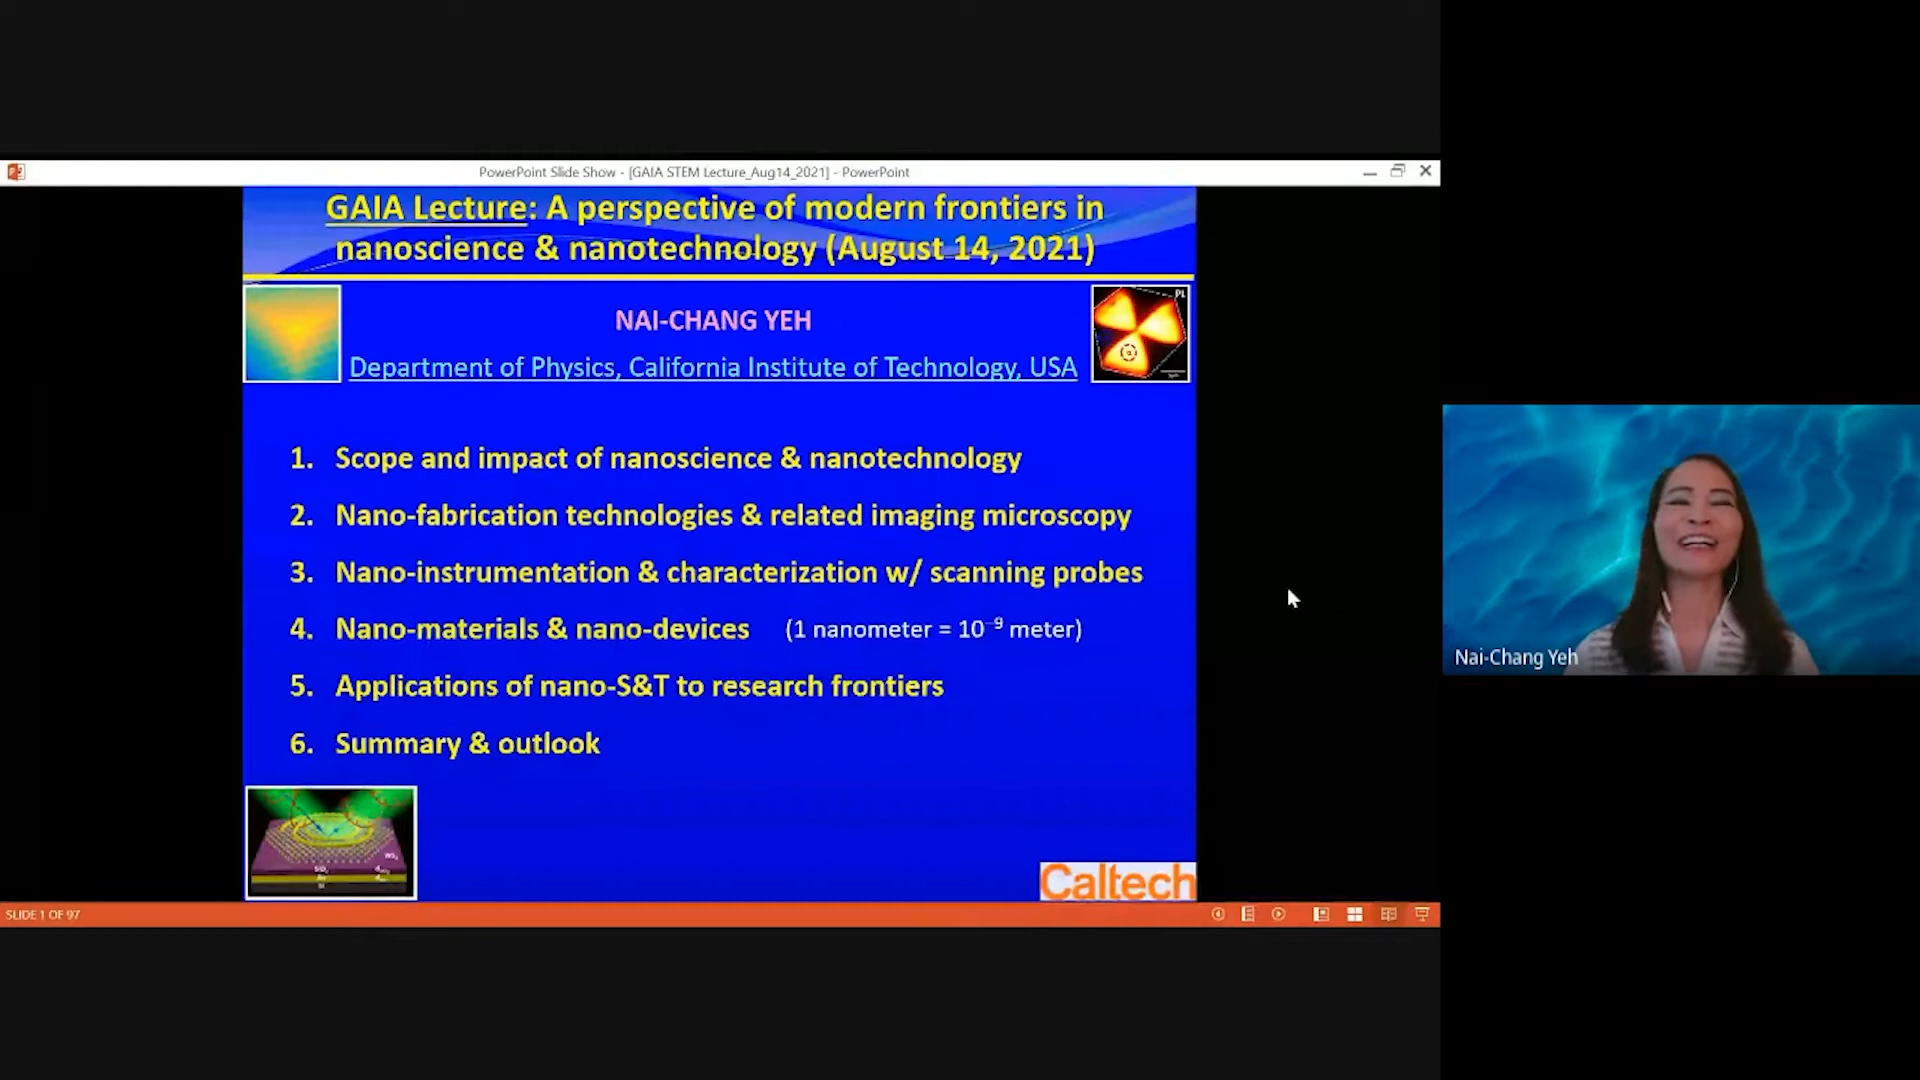 PowerPoint Slide Show - [GAIA STEM Lecture_Aug14_2021] - PowerPoint
GAIA Lecture: A perspective of modern frontiers in
nanoscience & nanotechnology (August 14, 2021)
PL
NAI-CHANG YEH
Department of Physics, California Institute of Technology, USA
1. Scope and impact of nanoscience & nanotechnology
2. Nano-fabrication technologies & related imaging microscopy
3. Nano-instrumentation & characterization w/ scanning probes
4. Nano-materials & nano-devices (1 nanometer = 10⁻⁹ meter)
5. Applications of nano-S&T to research frontiers
6. Summary & outlook
Nai-Chang Yeh
Caltech
SLIDE 1 OF 97